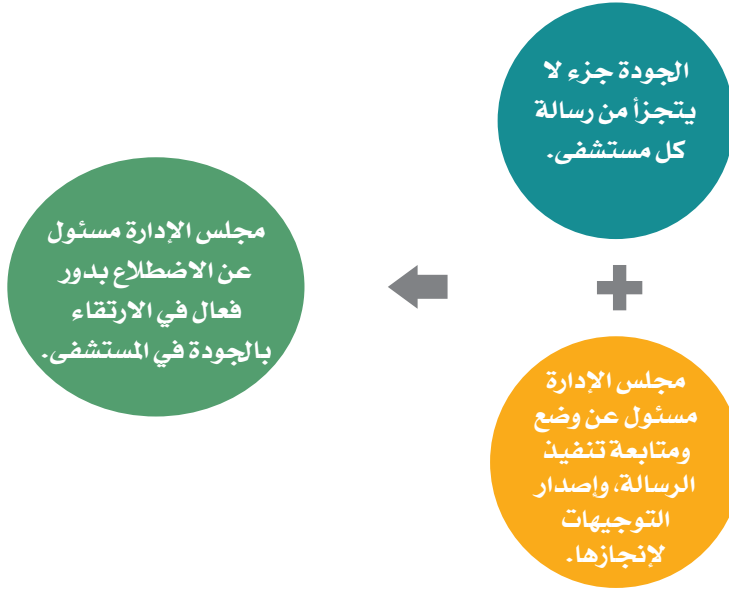 الجودة جزء لا
يتجزأ من رسالة
كل مستشفى.
مجلس الإدارة
مسئول عن وضع
ومتابعة تنفيذ
الرسالة، وإصدار
التوجيهات
لإنجازها.
مجلس الإدارة مسئول
عن الاضطلاع بدور
فعال في الارتقاء
بالجودة في المستشفى.